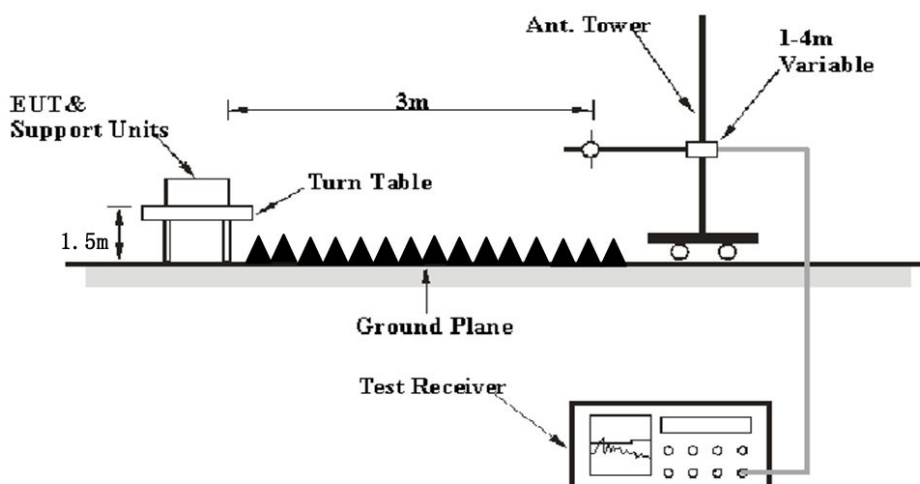 Ant. Tower
1-4m
Variable
3m
EUT&
Support Units
Turn Table
1.5m
Ground Plane
Test Receiver